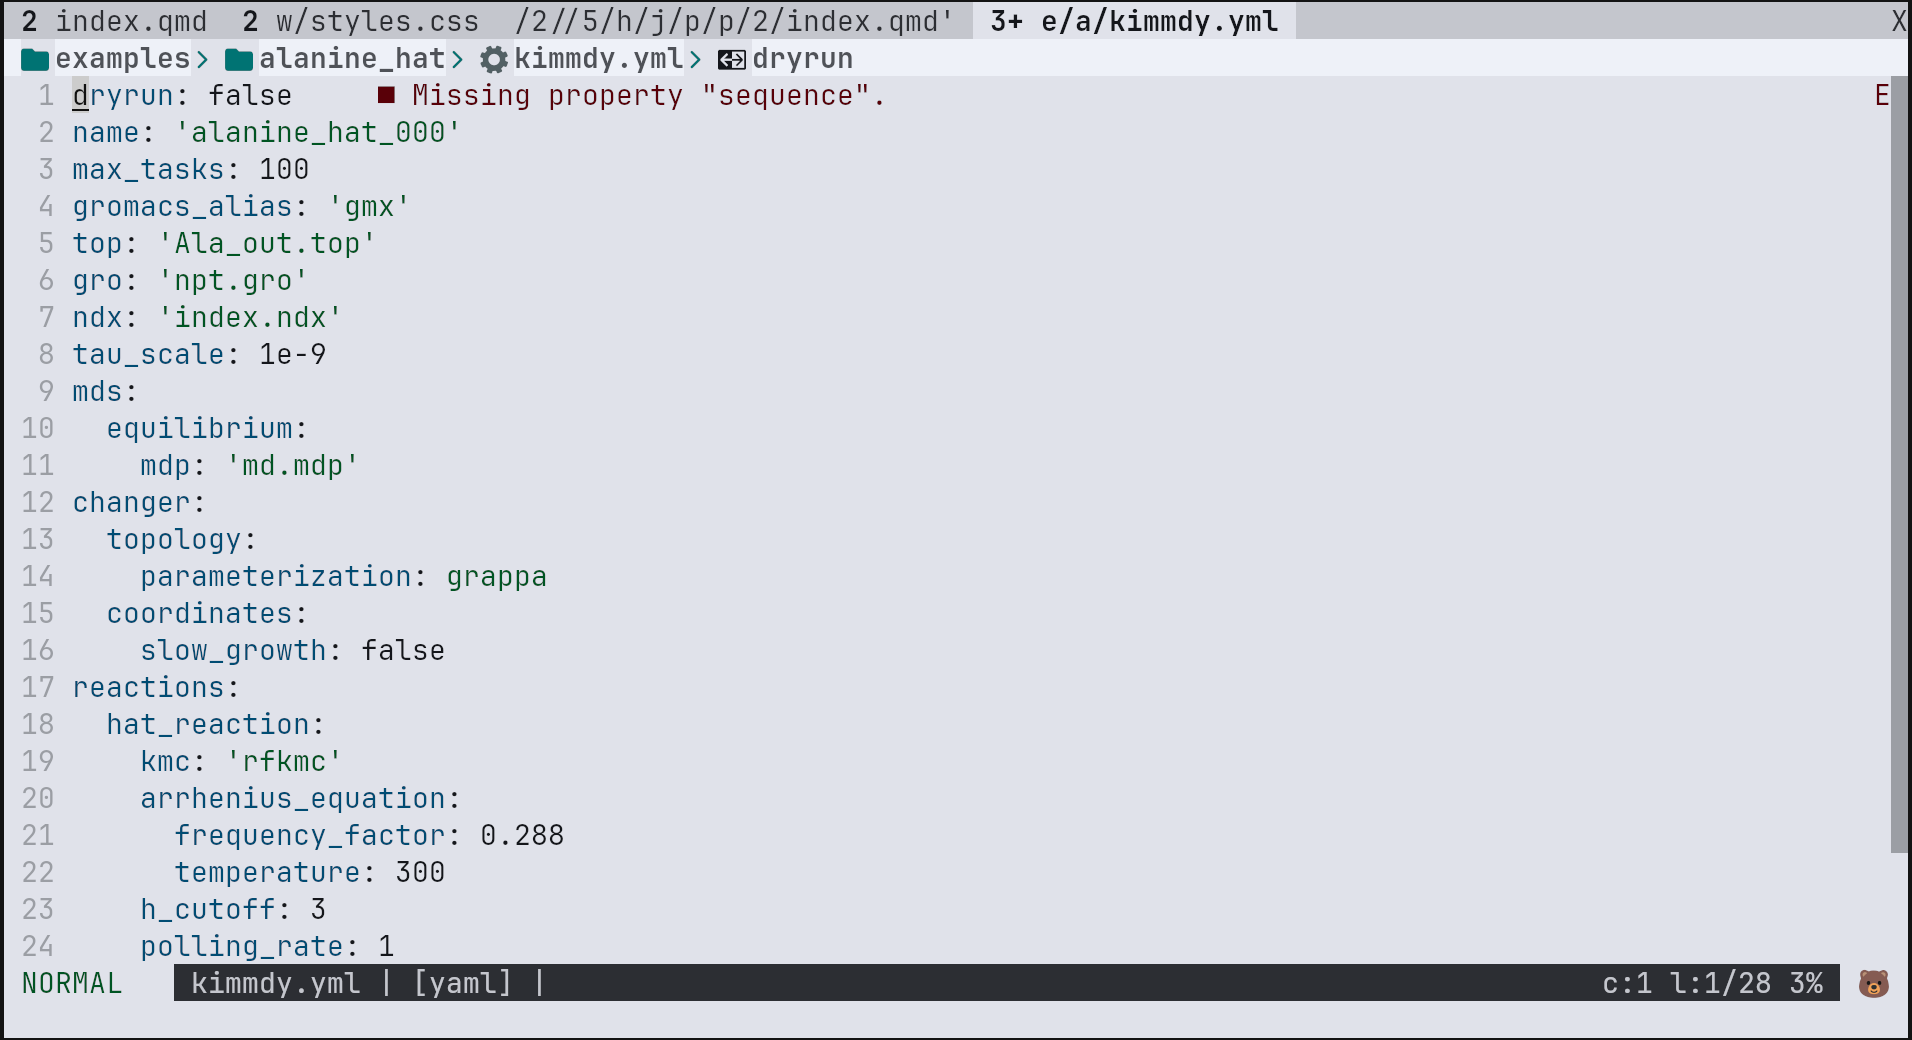 2 index.qmd 2 w/styles.css /2//5/h/j/p/p/2/index.qmd' 3+ e/a/kimmdy.yml X
examples> alanine_hat> kimmdy.yml> dryrun
1 dryrun: false ■ Missing property "sequence". E
2 name: 'alanine_hat_000'
3 max_tasks: 100
4 gromacs_alias: 'gmx'
5 top: 'Ala_out.top'
6 gro: 'npt.gro'
7 ndx: 'index.ndx'
8 tau_scale: 1e-9
9 mds:
10 equilibrium:
11 mdp: 'md.mdp'
12 changer:
13 topology:
14 parameterization: grappa
15 coordinates:
16 slow_growth: false
17 reactions:
18 hat_reaction:
19 kmc: 'rfkmc'
20 arrhenius_equation:
21 frequency_factor: 0.288
22 temperature: 300
23 h_cutoff: 3
24 polling_rate: 1
NORMAL kimmdy.yml | [yaml] | c:1 l:1/28 3%